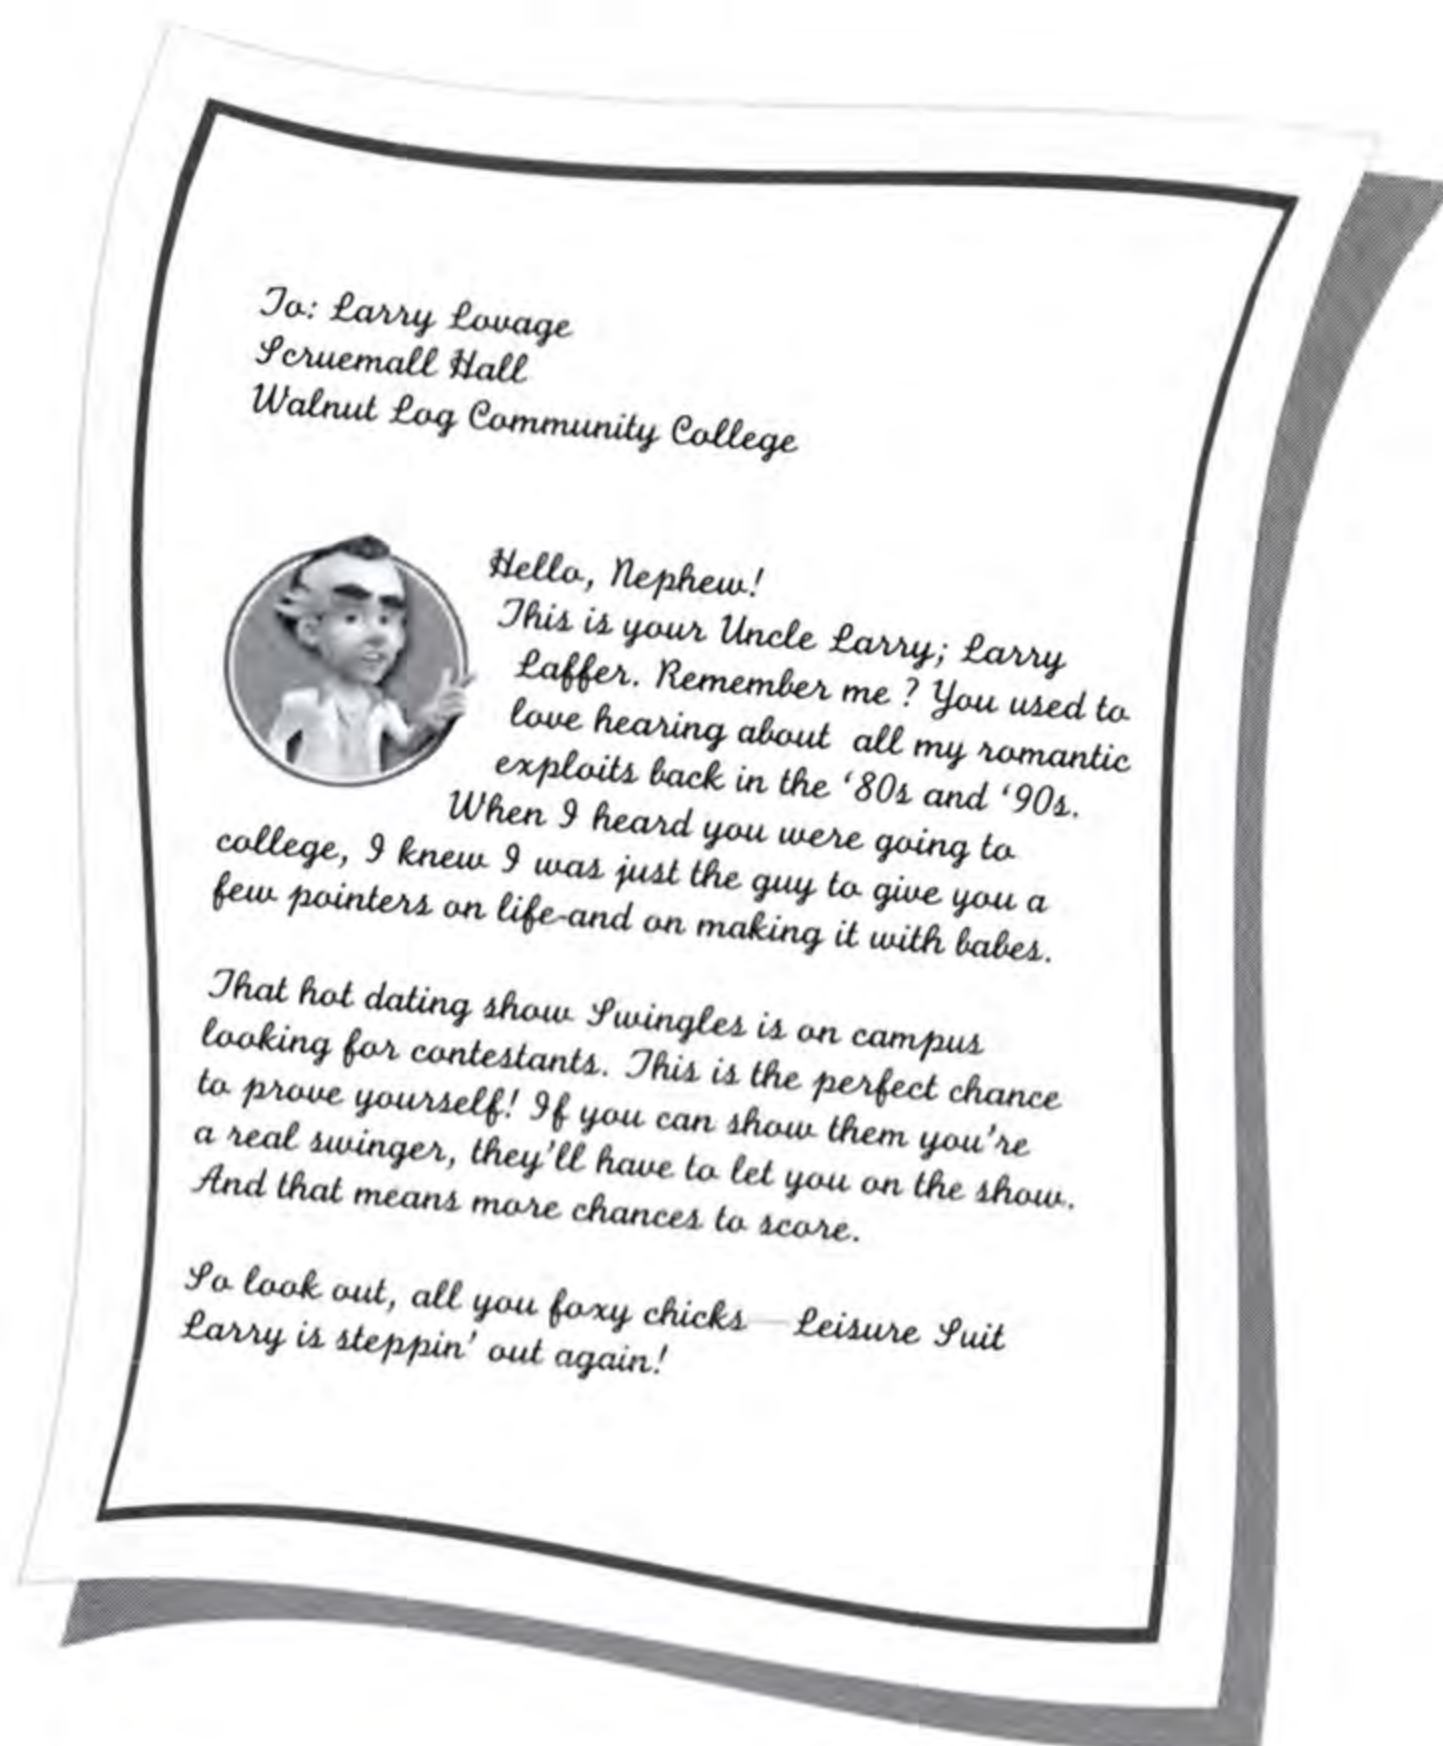 To: Larry Lovage
Scruemall Hall
Walnut Log Community College
Hello, Nephew!
This is your Uncle Larry; Larry
Laffer. Remember me ? You used to
love hearing about all my romantic
exploits back in the ‘80s and ‘90s.
When I heard you were going to
college, I knew I was just the guy to give you a
few pointers on life-and on making it with babes.
That hot dating show Swingles is on campus
looking for contestants. This is the perfect chance
to prove yourself! If you can show them you're
a real swinger, they'll have to let you on the show.
And that means more chances to score.
So look out, all you foxy chicks—Leisure Suit
Larry is steppin' out again!